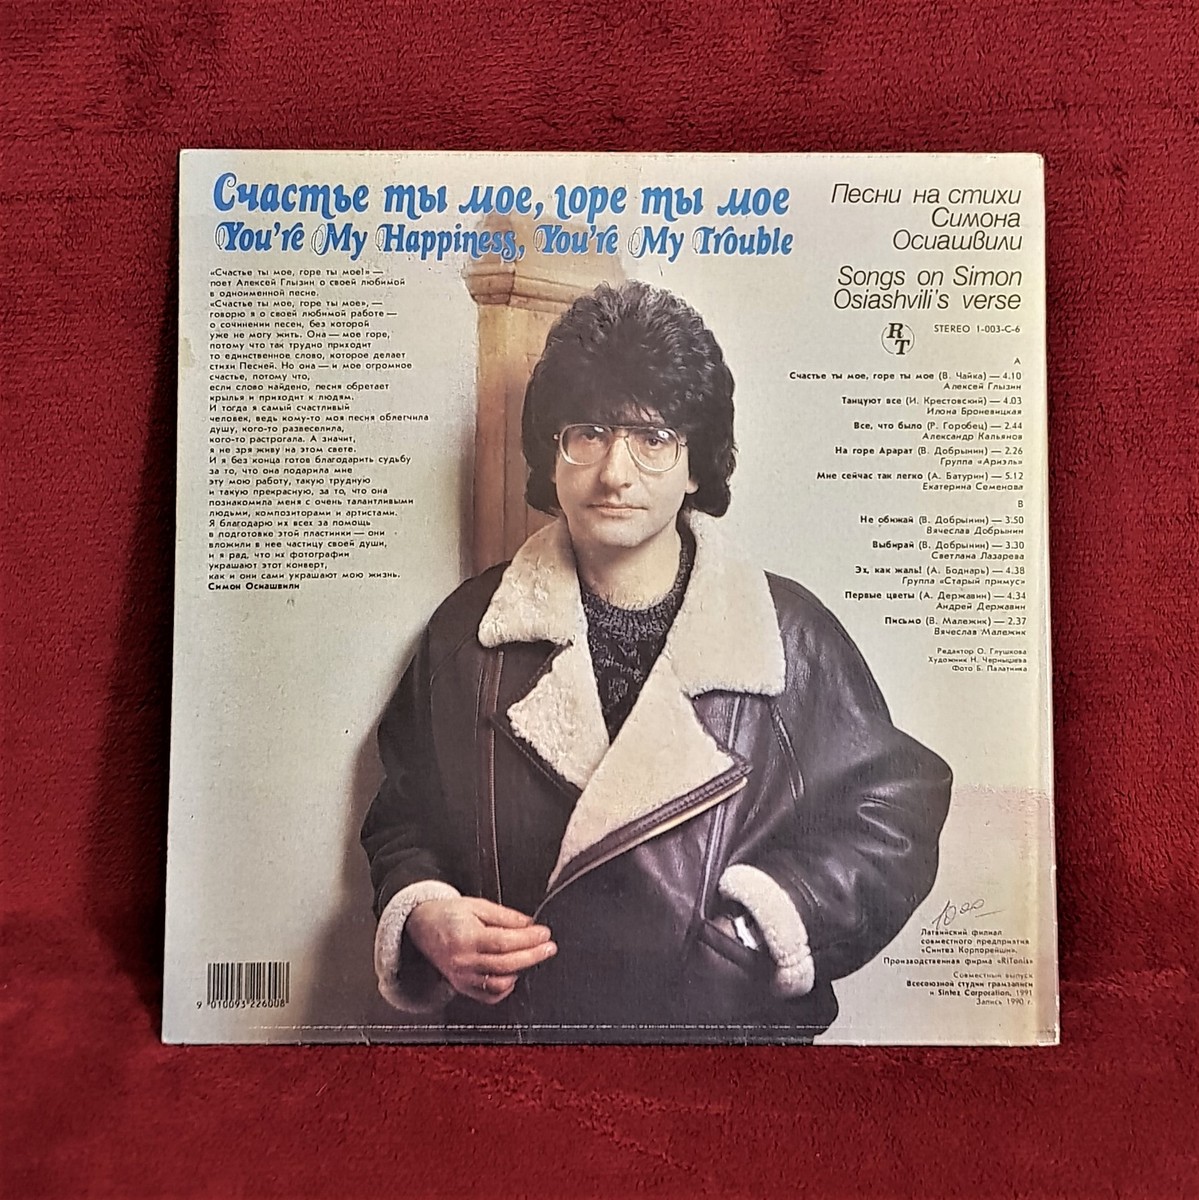 Счастье ты мое, горе ты мое
You're My Happiness, You're My Trouble
«Счастье ты мое, горе ты мое!» —
поет Алексей Глызин о своей любимой
в одноименной песне.
«Счастье ты мое, горе ты мое», —
говорю я о своей любимой работе —
о сочинении песен, без которой
уже не могу жить. Она — мое горе,
потому что так трудно приходит
то единственное слово, которое делает
стихи Песней. Но она — и мое огромное
счастье, потому что,
если слово найдено, песня обретает
крылья и приходит к людям.
И тогда я самый счастливый
человек, ведь кому-то моя песня облегчила
душу, кого-то развеселила,
кого-то растрогала. А значит,
я не зря живу на этом свете.
И я без конца готов благодарить судьбу
за то, что она подарила мне
эту мою работу, такую трудную
и такую прекрасную, за то, что она
познакомила меня с очень талантливыми
людьми, композиторами и артистами.
Я благодарю их всех за помощь
в подготовке этой пластинки — они
вложили в нее частицу своей души,
и я рад, что их фотографии
украшают этот конверт,
как и они сами украшают мою жизнь.
Симон Осиашвили
Песни на стихи
Симона
Осиашвили
Songs on Simon
Osiashvili's verse
RT STEREO 1-003-C-6
A
Счастье ты мое, горе ты мое (В. Чайка) — 4.10
Алексей Глызин
Танцуют все (И. Крестовский) — 4.03
Илона Броневицкая
Все, что было (Р. Горобец) — 2.44
Александр Кальянов
На горе Арарат (В. Добрынин) — 2.26
Группа «Ариэль»
Мне сейчас так легко (А. Батурин) — 5.12
Екатерина Семенова
В
Не обижай (В. Добрынин) — 3.50
Вячеслав Добрынин
Выбирай (В. Добрынин) — 3.30
Светлана Лазарева
Эх, как жаль! (А. Боднарь) — 4.38
Группа «Старый примус»
Первые цветы (А. Державин) — 4.34
Андрей Державин
Письмо (В. Малежик) — 2.37
Вячеслав Малежик
Редактор О. Глушкова
Художник Н. Чернышева
Фото Б. Палатника
Латвийский филиал
совместного предприятия
«Синтез Корпорейшн».
Производственная фирма «RiTonis»
Совместный выпуск
Всесоюзной студии грамзаписи
и Sintez Corporation, 1991
Запись 1990 г.
9 010093 226008